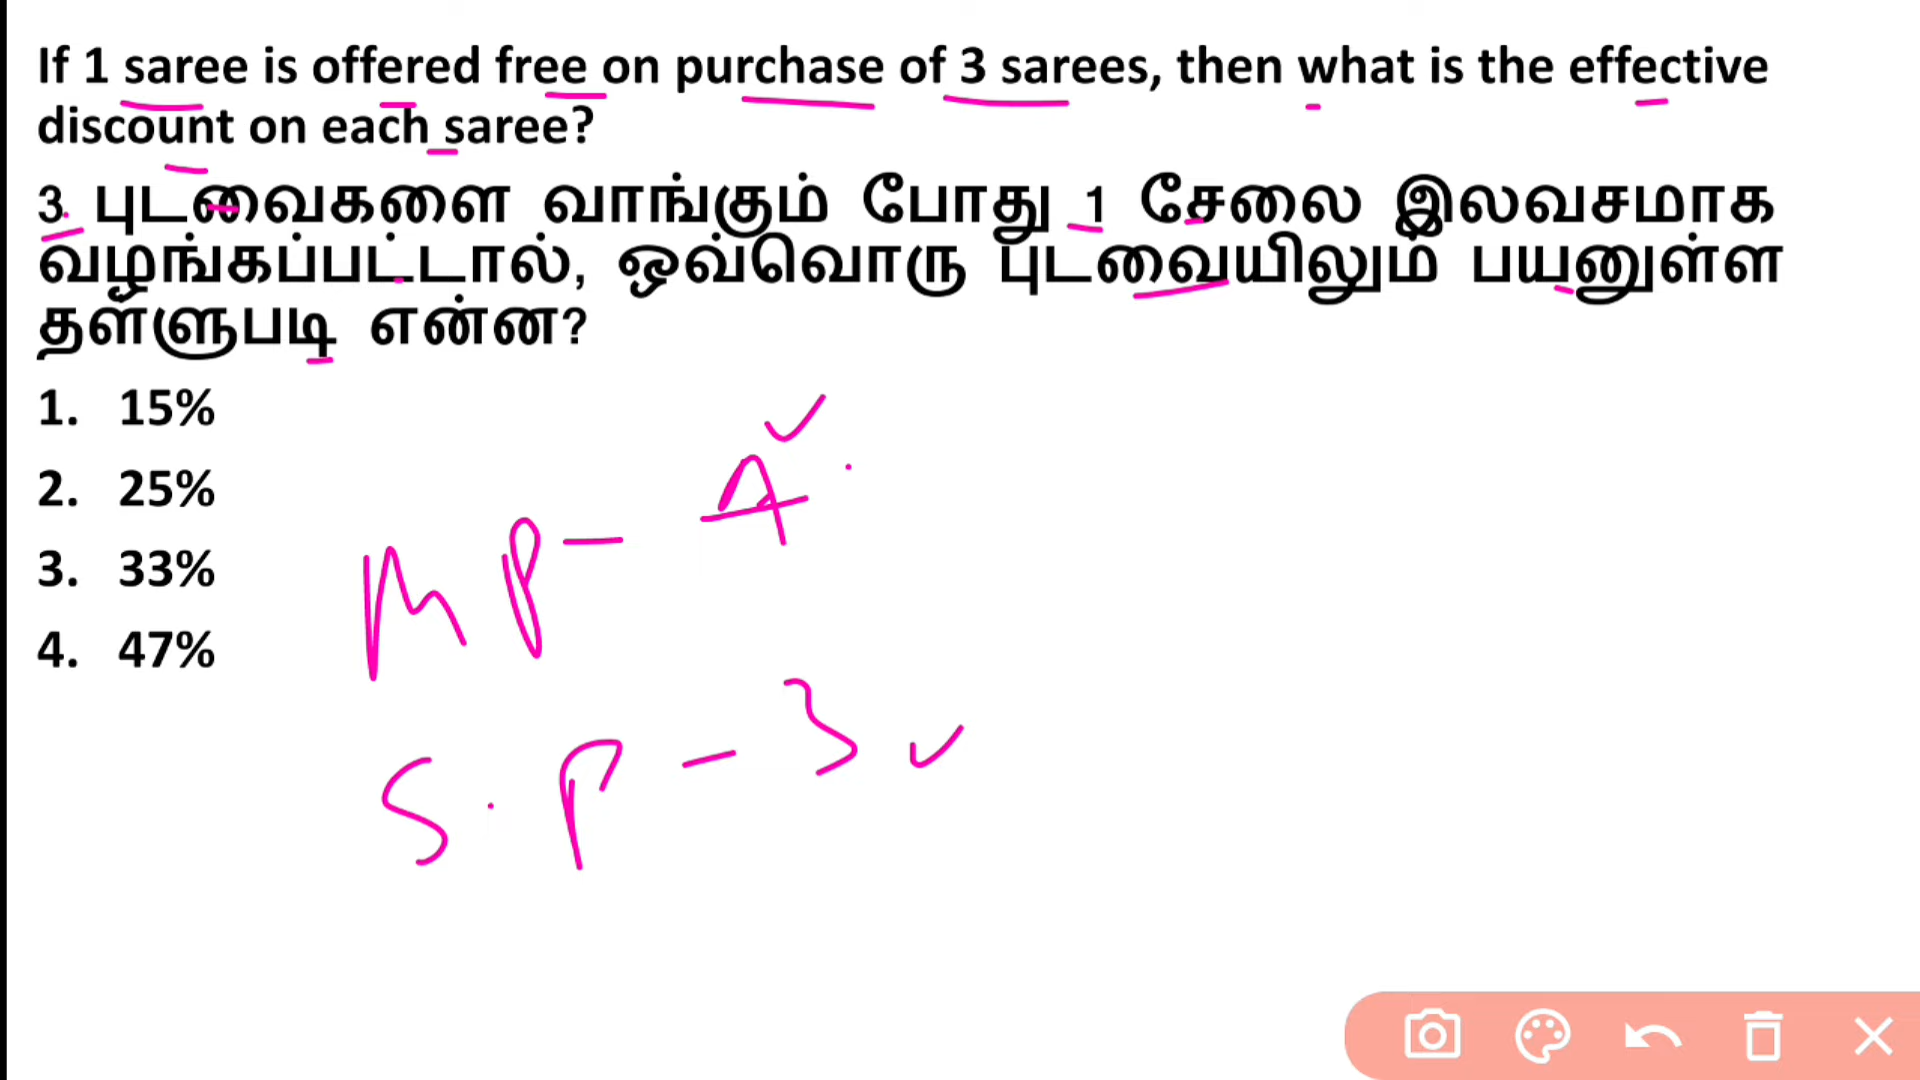 If 1 saree is offered free on purchase of 3 sarees, then what is the effective
discount on each saree?
3 புடவைகளை வாங்கும் போது 1 சேலை இலவசமாக
வழங்கப்பட்டால், ஒவ்வொரு புடவையிலும் பயனுள்ள
தள்ளுபடி என்ன?
1. 15%
2. 25%
3. 33%
4. 47%
MP - 4
S.P - 3